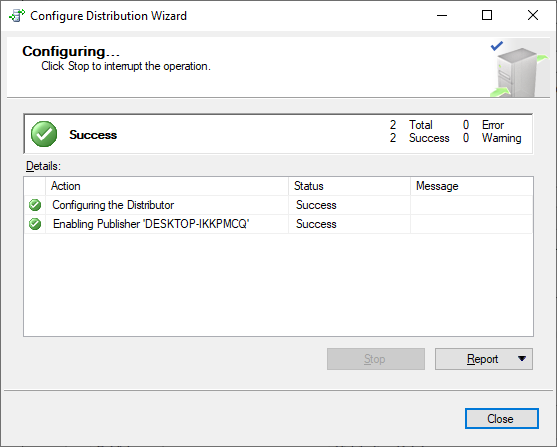 Configure Distribution Wizard
Configuring...
Click Stop to interrupt the operation.
Success
2 Total 0 Error
2 Success 0 Warning
Details:
Action Status Message
Configuring the Distributor Success
Enabling Publisher 'DESKTOP-IKKPMCQ' Success
Stop Report
Close